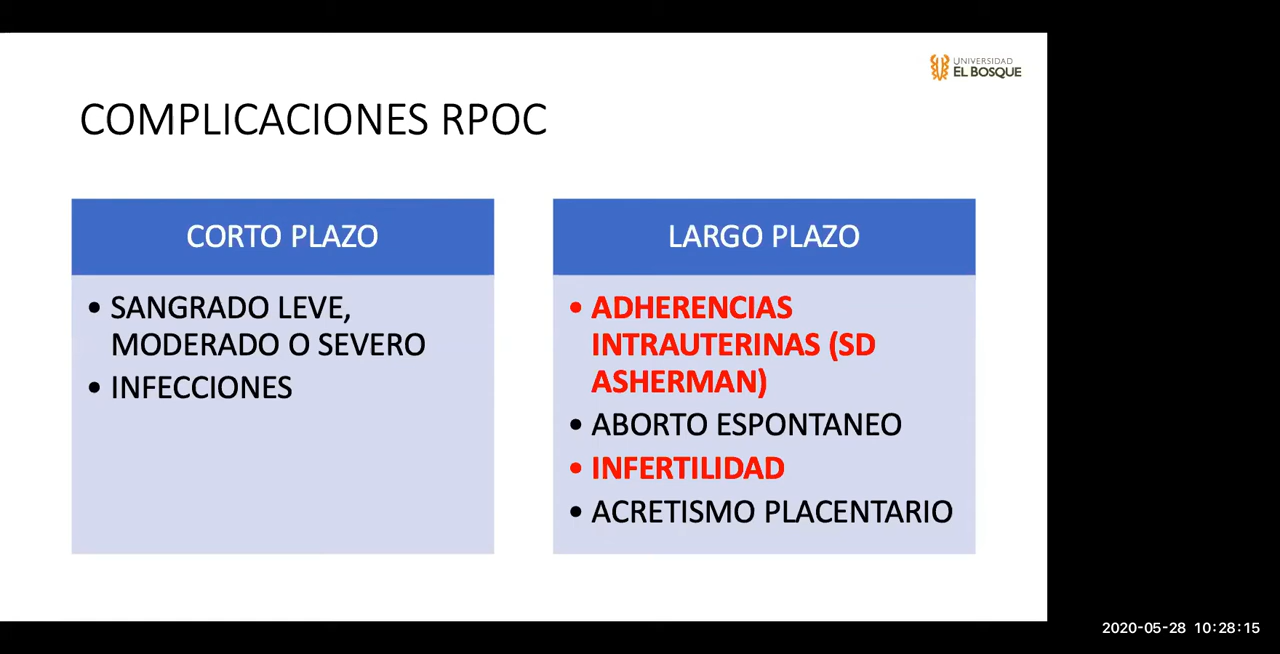 UNIVERSIDAD
EL BOSQUE
COMPLICACIONES RPOC
CORTO PLAZO
• SANGRADO LEVE,
MODERADO O SEVERO
• INFECCIONES
LARGO PLAZO
• ADHERENCIAS
INTRAUTERINAS (SD
ASHERMAN)
• ABORTO ESPONTANEO
• INFERTILIDAD
• ACRETISMO PLACENTARIO
2020-05-28 10:28:15